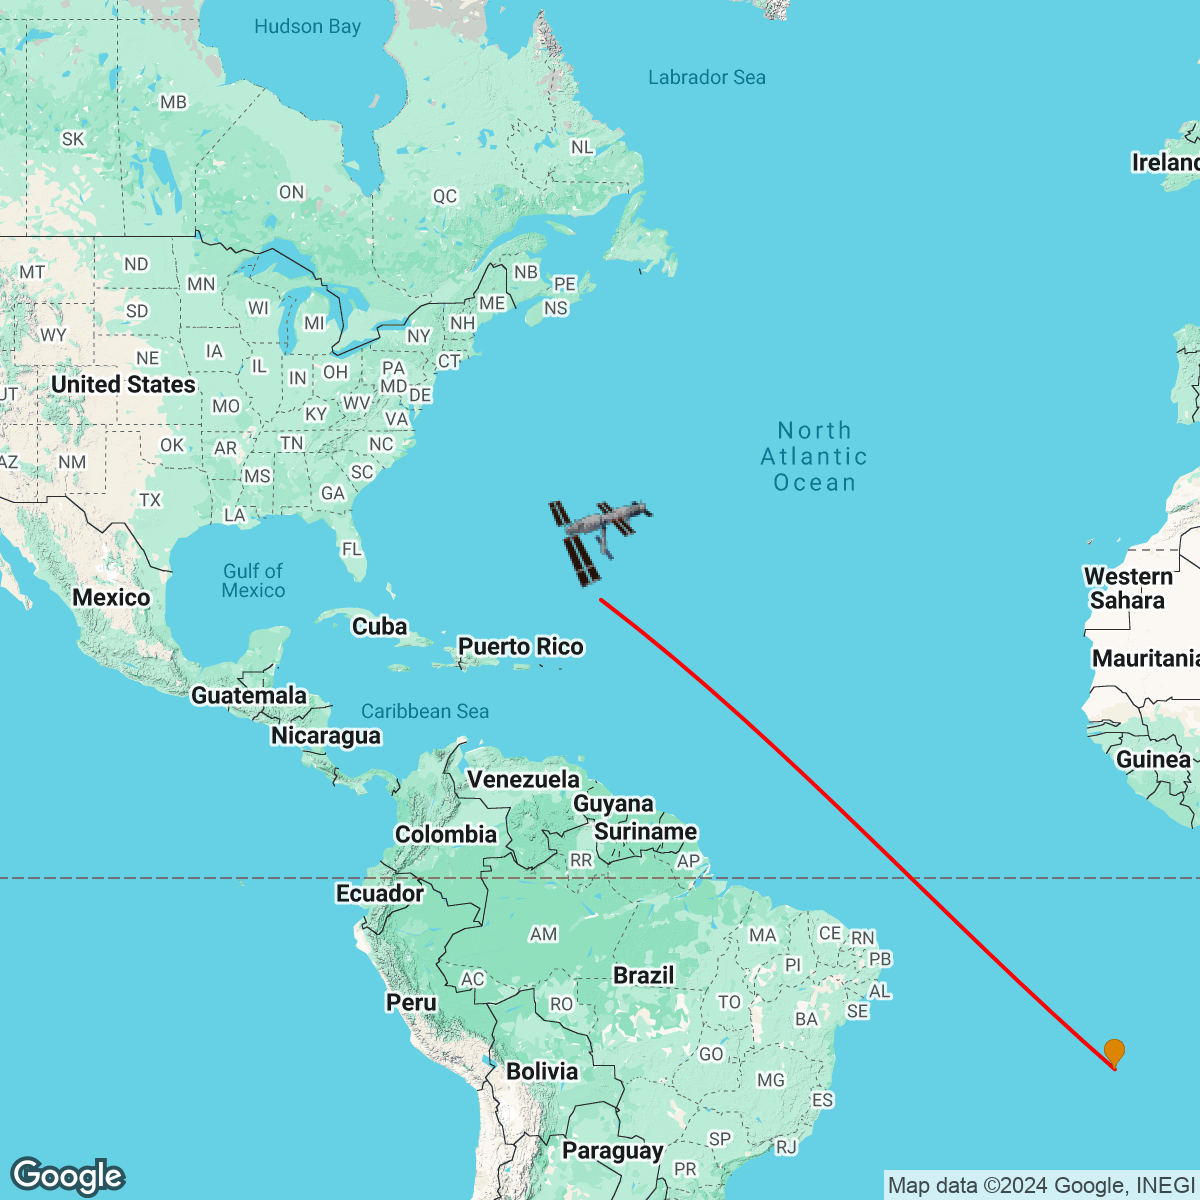 Hudson Bay
Labrador Sea
MB
SK
NL
Ireland
ON
QC
MT
ND
NB
MN
PE
WI
ME
NS
SD
MI
NH
WY
NY
IA
NE
CT
IL
PA
OH
IN
United States
MD
UT
DE
WV
MO
KY
VA
North
TN
NC
OK
AR
Atlantic
AZ
NM
SC
MS
Ocean
GA
TX
LA
FL
Gulf of
Mexico
Western
Sahara
Mexico
Cuba
Puerto Rico
Mauritania
Guatemala
Caribbean Sea
Nicaragua
Guinea
Venezuela
Guyana
Colombia
Suriname
RR
AP
Ecuador
AM
MA
CE
RN
PB
PI
Brazil
AC
AL
Peru
RO
TO
SE
BA
GO
Bolivia
MG
ES
SP
RJ
Paraguay
PR
Google
Map data ©2024 Google, INEGI